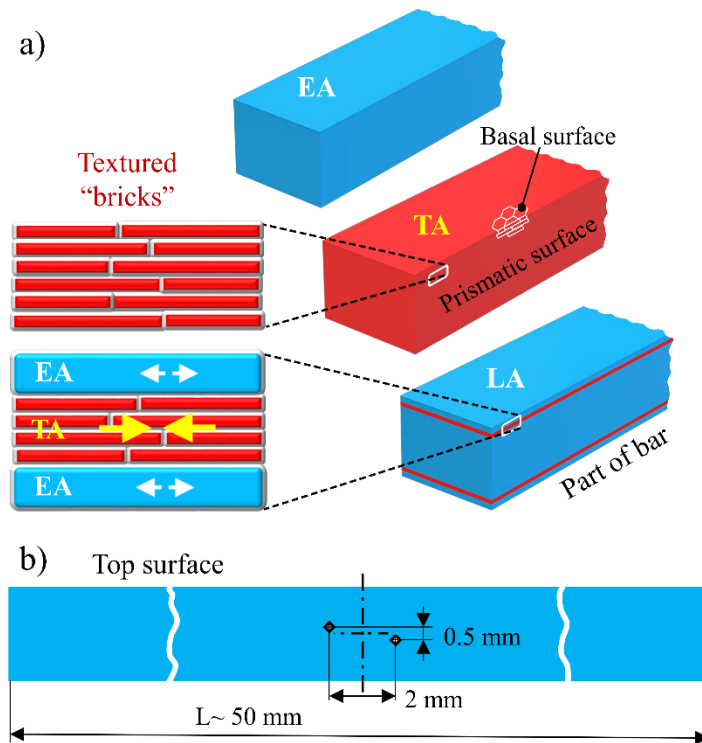 a)
EA
Basal surface
Textured
“bricks”
TA
Prismatic surface
EA
TA
EA
LA
Part of bar
b)
Top surface
0.5 mm
2 mm
L~ 50 mm